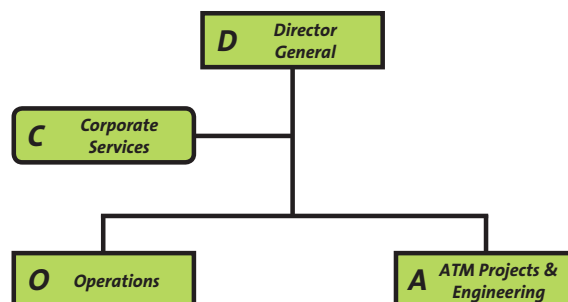 D Director
General
C Corporate
Services
O Operations
A ATM Projects &
Engineering